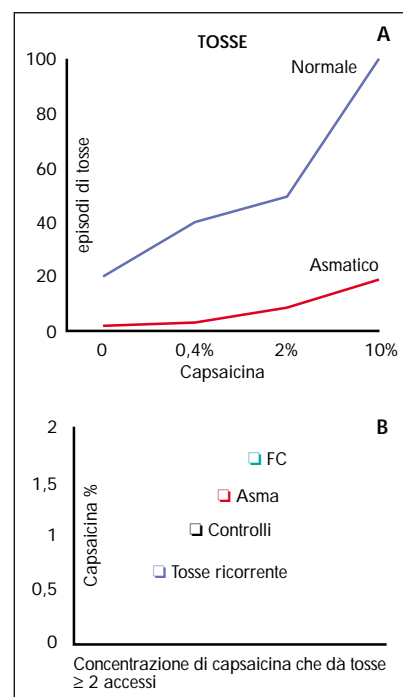 A
TOSSE
100
Normale
80
60
episodi di tosse
40
20
Asmatico
0
0 0,4% 2% 10%
Capsaicina
2
B
FC
1,5
Asma
Capsaicina %
1
Controlli
0,5
Tosse ricorrente
0
Concentrazione di capsaicina che dà tosse
≥ 2 accessi